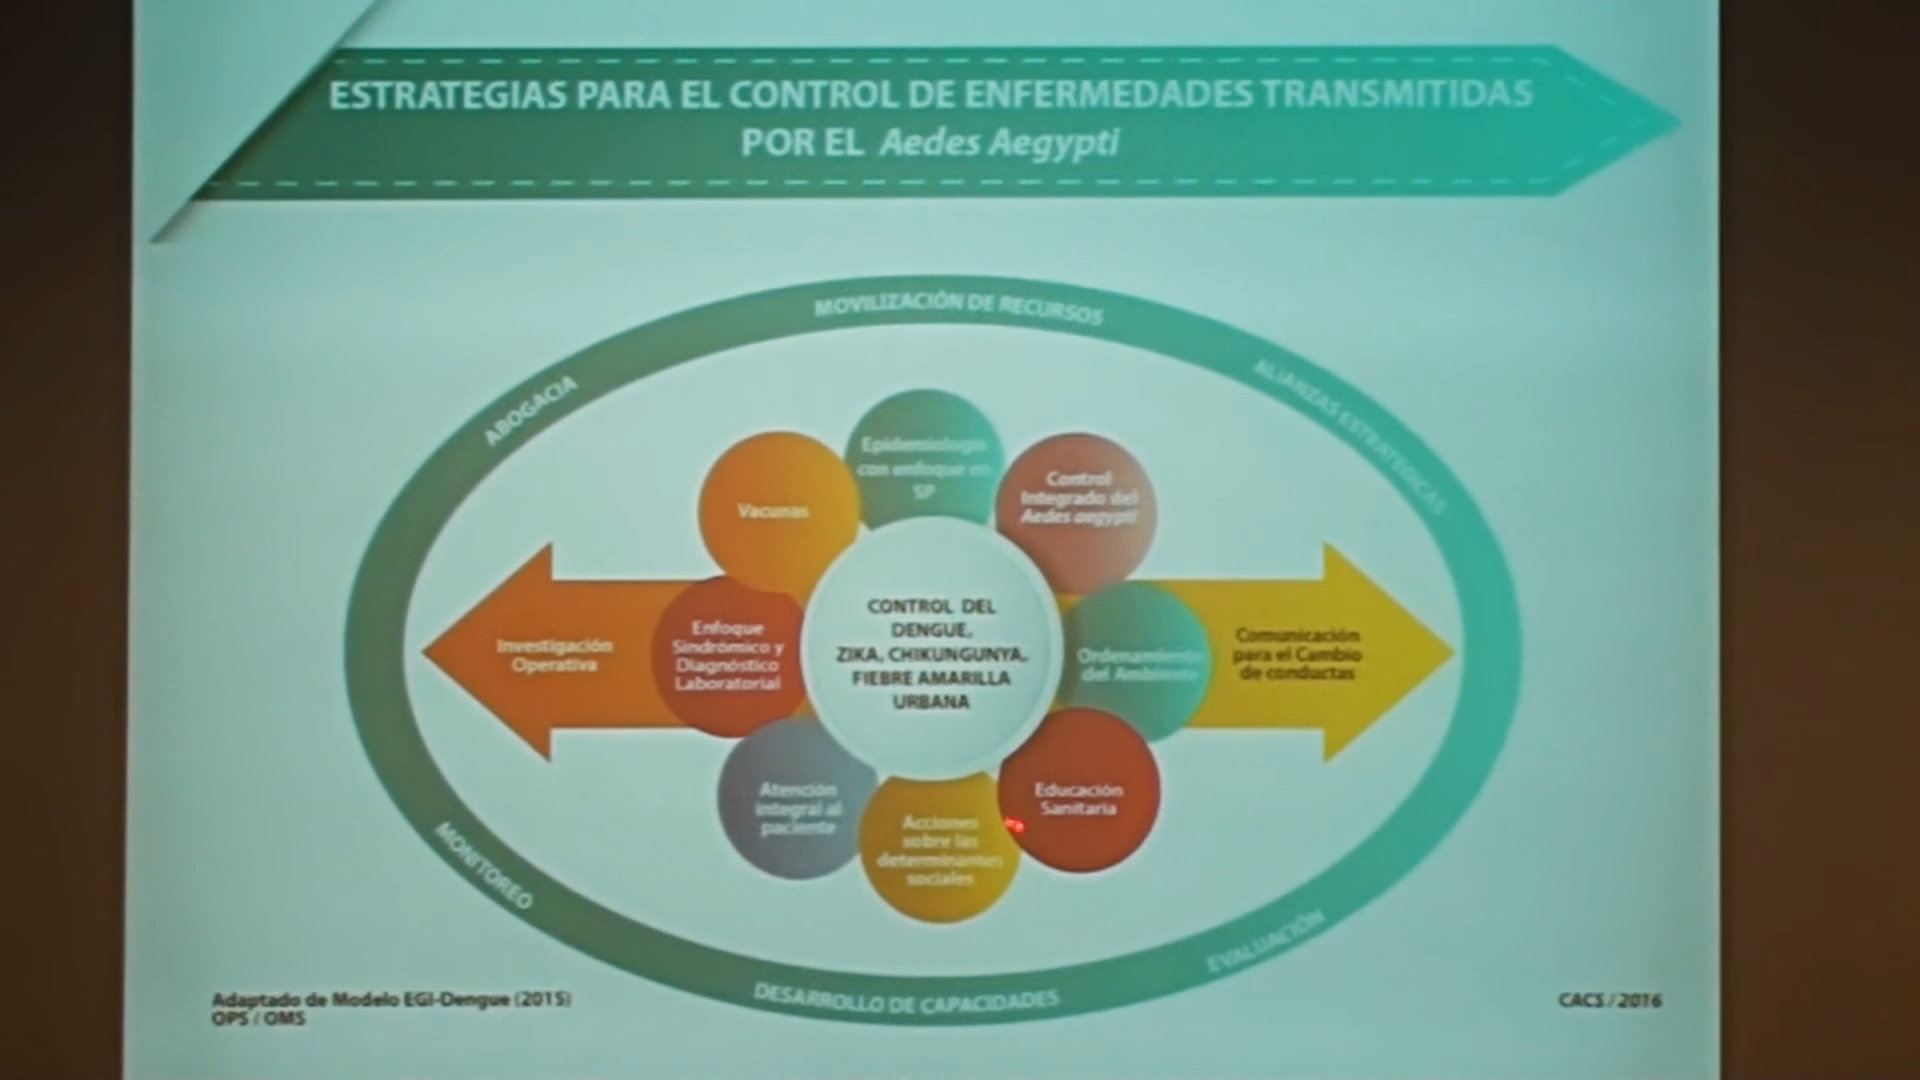 ESTRATEGIAS PARA EL CONTROL DE ENFERMEDADES TRANSMITIDAS
POR EL Aedes Aegypti
MOVILIZACIÓN DE RECURSOS
ABOGACIA
ALIANZAS ESTRATEGICAS
Epidemiologia
con enfoque en
SP
Vacunas
Control
Integrado del
Aedes aegypti
Investigación
Operativa
Enfoque
Sindrómico y
Diagnóstico
Laboratorial
CONTROL DEL
DENGUE,
ZIKA, CHIKUNGUNYA,
FIEBRE AMARILLA
URBANA
Ordenamiento
del Ambiente
Comunicación
para el Cambio
de conductas
Atención
integral al
paciente
Acciones
sobre las
determinantes
sociales
Educación
Sanitaria
MONITOREO
EVALUACIÓN
DESARROLLO DE CAPACIDADES
Adaptado de Modelo EGI-Dengue (2015)
OPS / OMS
CACS / 2016